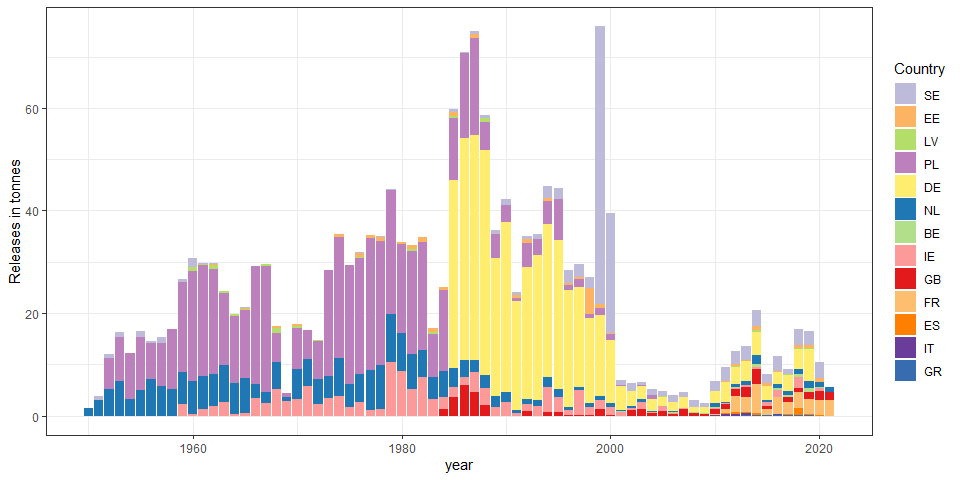 Releases in tonnes
60
40
20
0
1960
1980
2000
2020
year
Country
SE
EE
LV
PL
DE
NL
BE
IE
GB
FR
ES
IT
GR